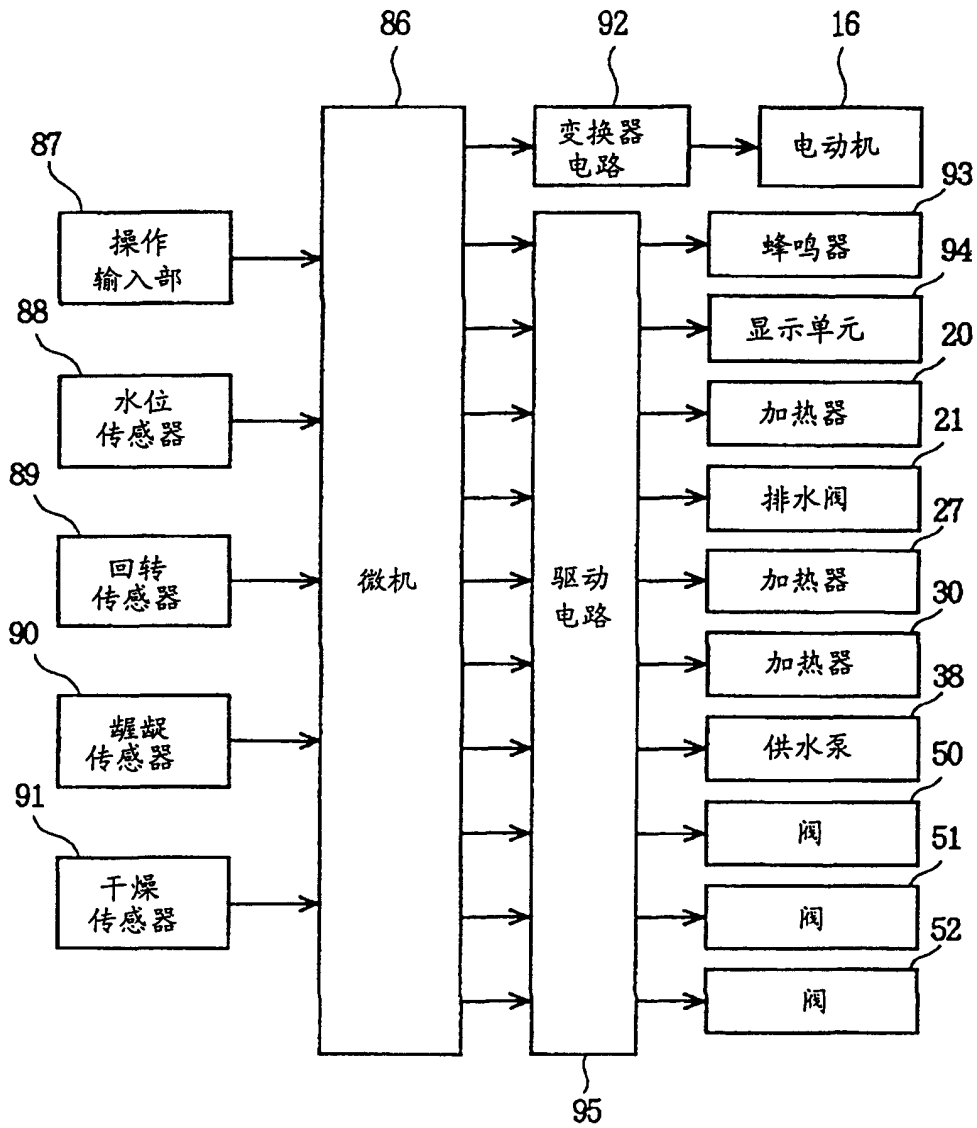 86
92
16
87
变换器
电路
电动机
93
操作
输入部
蜂鸣器
94
88
显示单元
20
水位
传感器
加热器
21
89
排水阀
27
回转
传感器
微机
驱动
电路
加热器
30
90
加热器
38
龌龊
传感器
供水泵
50
91
阀
51
干燥
传感器
阀
52
阀
95